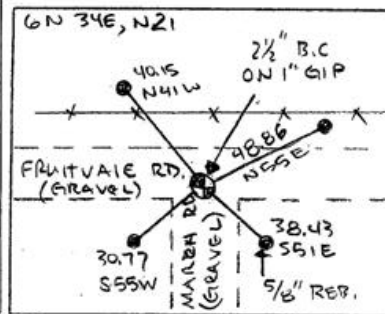 6N 34E, N21
40.15
N41W
2½" B.C
ON 1" GIP
48.86
N55E
FRUITVALE RD.
(GRAVEL)
MARSH RD
(GRAVEL)
30.77
S55W
38.43
S51E
5/8" REB.